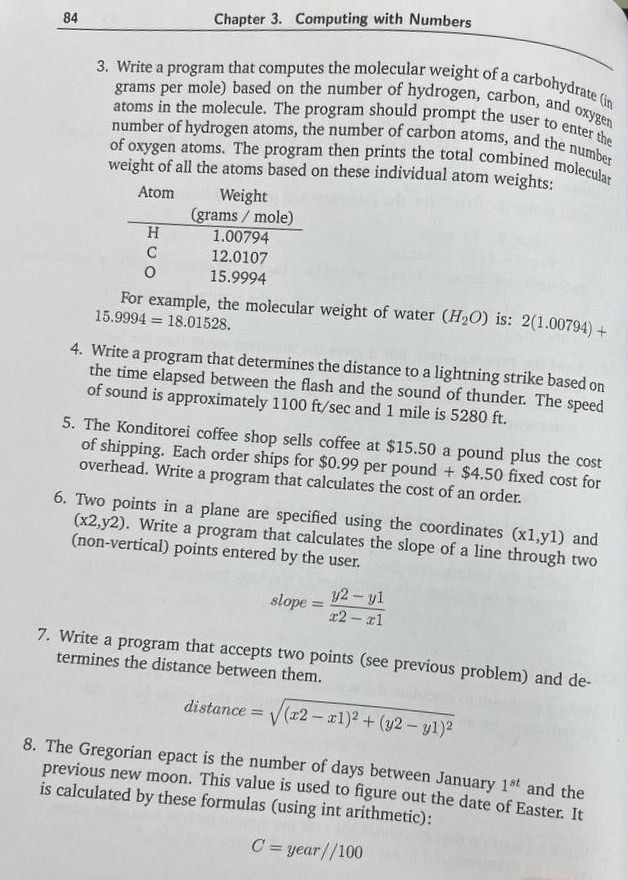 84
Chapter 3. Computing with Numbers
3. Write a program that computes the molecular weight of a carbohydrate (in
grams per mole) based on the number of hydrogen, carbon, and oxygen
atoms in the molecule. The program should prompt the user to enter the
number of hydrogen atoms, the number of carbon atoms, and the number
of oxygen atoms. The program then prints the total combined molecular
weight of all the atoms based on these individual atom weights:
Atom Weight
(grams / mole)
H 1.00794
C 12.0107
O 15.9994
For example, the molecular weight of water (H₂O) is: 2(1.00794) +
15.9994 = 18.01528.
4. Write a program that determines the distance to a lightning strike based on
the time elapsed between the flash and the sound of thunder. The speed
of sound is approximately 1100 ft/sec and 1 mile is 5280 ft.
5. The Konditorei coffee shop sells coffee at $15.50 a pound plus the cost
of shipping. Each order ships for $0.99 per pound + $4.50 fixed cost for
overhead. Write a program that calculates the cost of an order.
6. Two points in a plane are specified using the coordinates (x1,y1) and
(x2,y2). Write a program that calculates the slope of a line through two
(non-vertical) points entered by the user.
slope = (y2 − y1)/(x2 − x1)
7. Write a program that accepts two points (see previous problem) and de-
termines the distance between them.
distance = √((x2 − x1)² + (y2 − y1)²)
8. The Gregorian epact is the number of days between January 1ˢᵗ and the
previous new moon. This value is used to figure out the date of Easter. It
is calculated by these formulas (using int arithmetic):
C = year//100